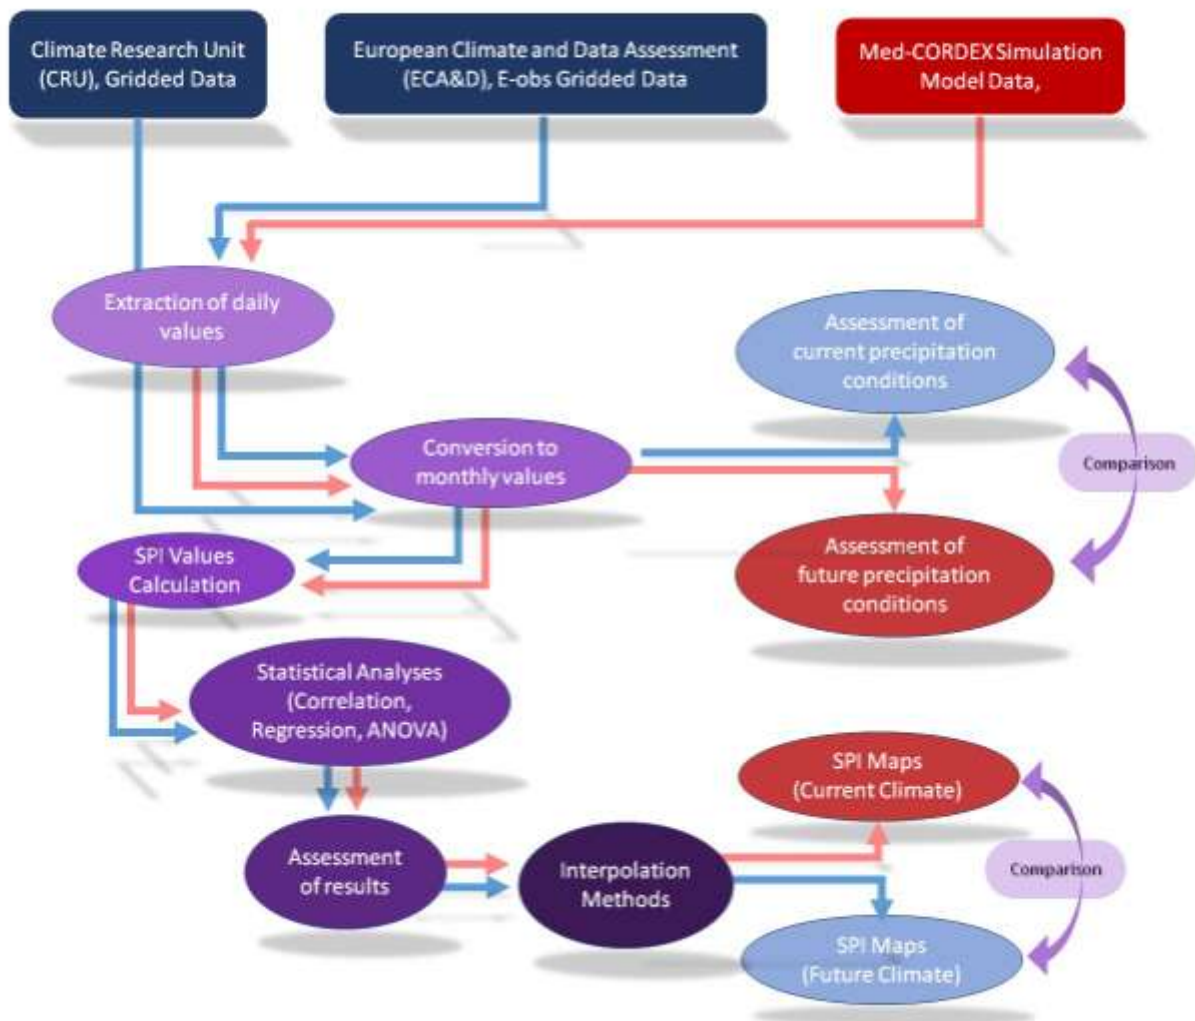 Climate Research Unit
(CRU), Gridded Data
European Climate and Data Assessment
(ECA&D), E-obs Gridded Data
Med-CORDEX Simulation
Model Data,
Extraction of daily
values
Assessment of
current precipitation
conditions
Conversion to
monthly values
Comparison
SPI Values
Calculation
Assessment of
future precipitation
conditions
Statistical Analyses
(Correlation,
Regression, ANOVA)
SPI Maps
(Current Climate)
Assessment
of results
Interpolation
Methods
Comparison
SPI Maps
(Future Climate)